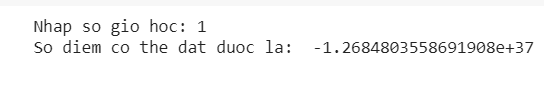 Nhap so gio hoc: 1
So diem co the dat duoc la:  -1.2684803558691908e+37